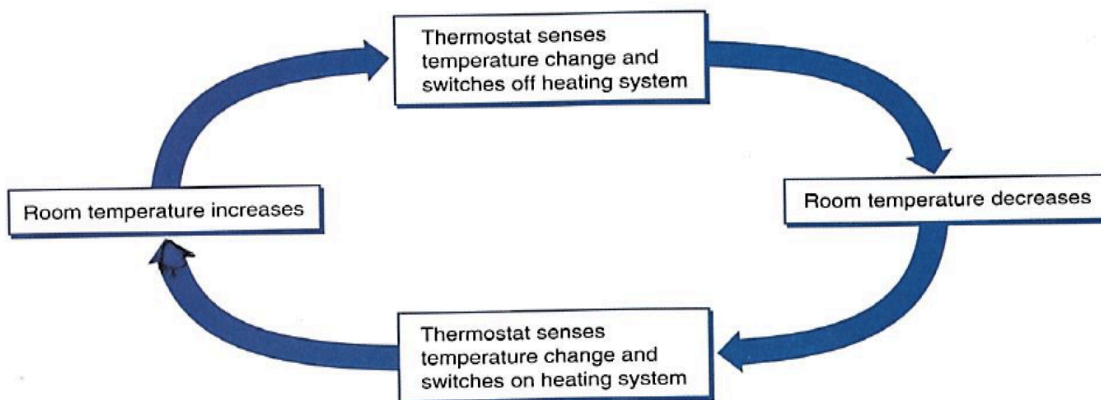 Thermostat senses
temperature change and
switches off heating system
Room temperature increases
Room temperature decreases
Thermostat senses
temperature change and
switches on heating system